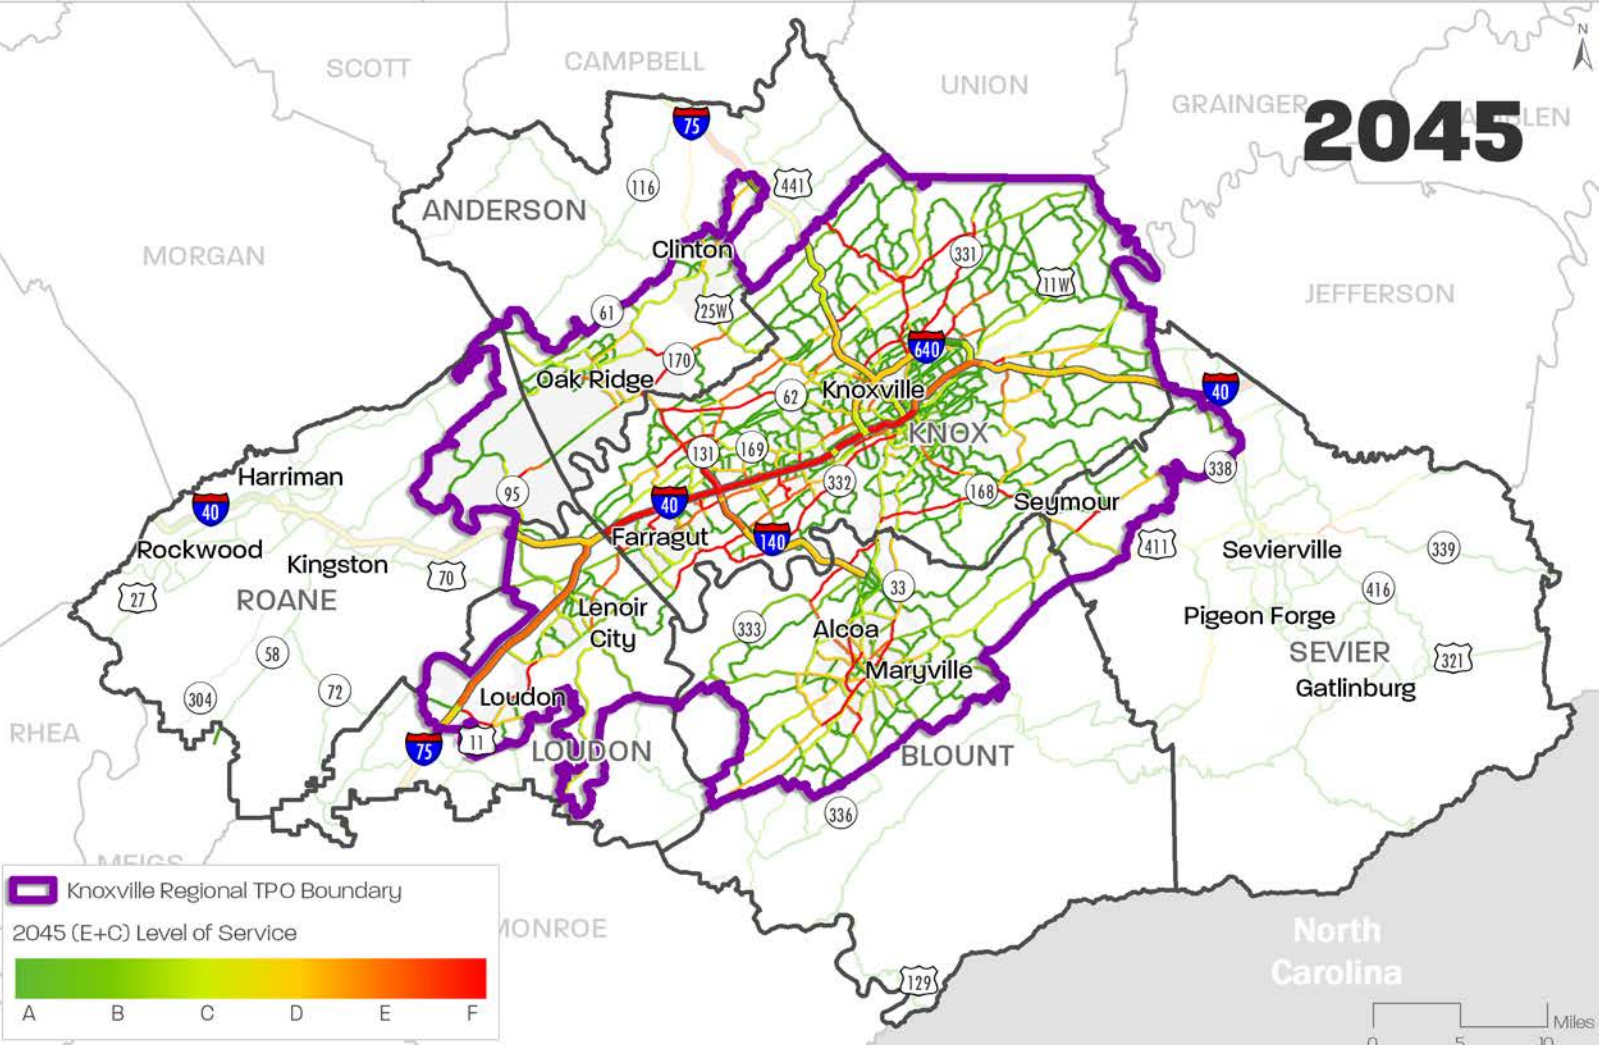 SCOTT
CAMPBELL
UNION
N
GRAINGER
2045
75
116
441
ANDERSON
MORGAN
Clinton
331
11W
JEFFERSON
61
25W
170
640
Oak Ridge
62
Knoxville
40
KNOX
131
169
338
Harriman
95
332
168
Seymour
40
40
Farragut
140
411
Sevierville
339
Rockwood
Kingston
70
27
ROANE
33
416
Lenoir
City
333
Alcoa
Pigeon Forge
58
SEVIER
321
Maryville
304
72
Loudon
Gatlinburg
RHEA
75
11
LOUDON
BLOUNT
336
MEIGS
Knoxville Regional TPO Boundary
2045 (E+C) Level of Service
A B C D E F
MONROE
129
North
Carolina
Miles
0 5 10